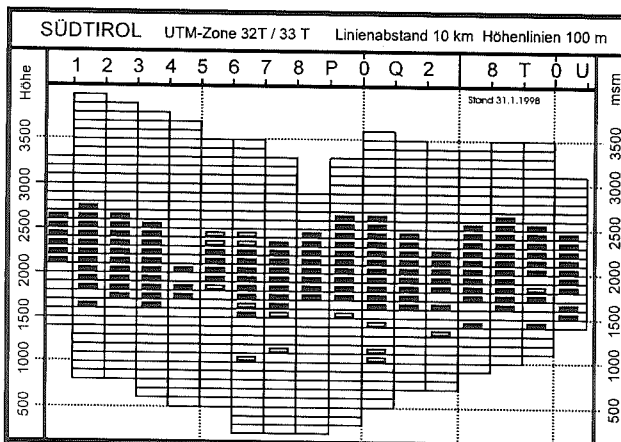 SÜDTIROL UTM-Zone 32T / 33 T Linienabstand 10 km Höhenlinien 100 m
Höhe 1 2 3 4 5 6 7 8 P 0 Q 2 8 T 0 U msm
Stand 31.1.1998
3500 3500
3000 3000
2500 2500
2000 2000
1500 1500
1000 1000
500 500